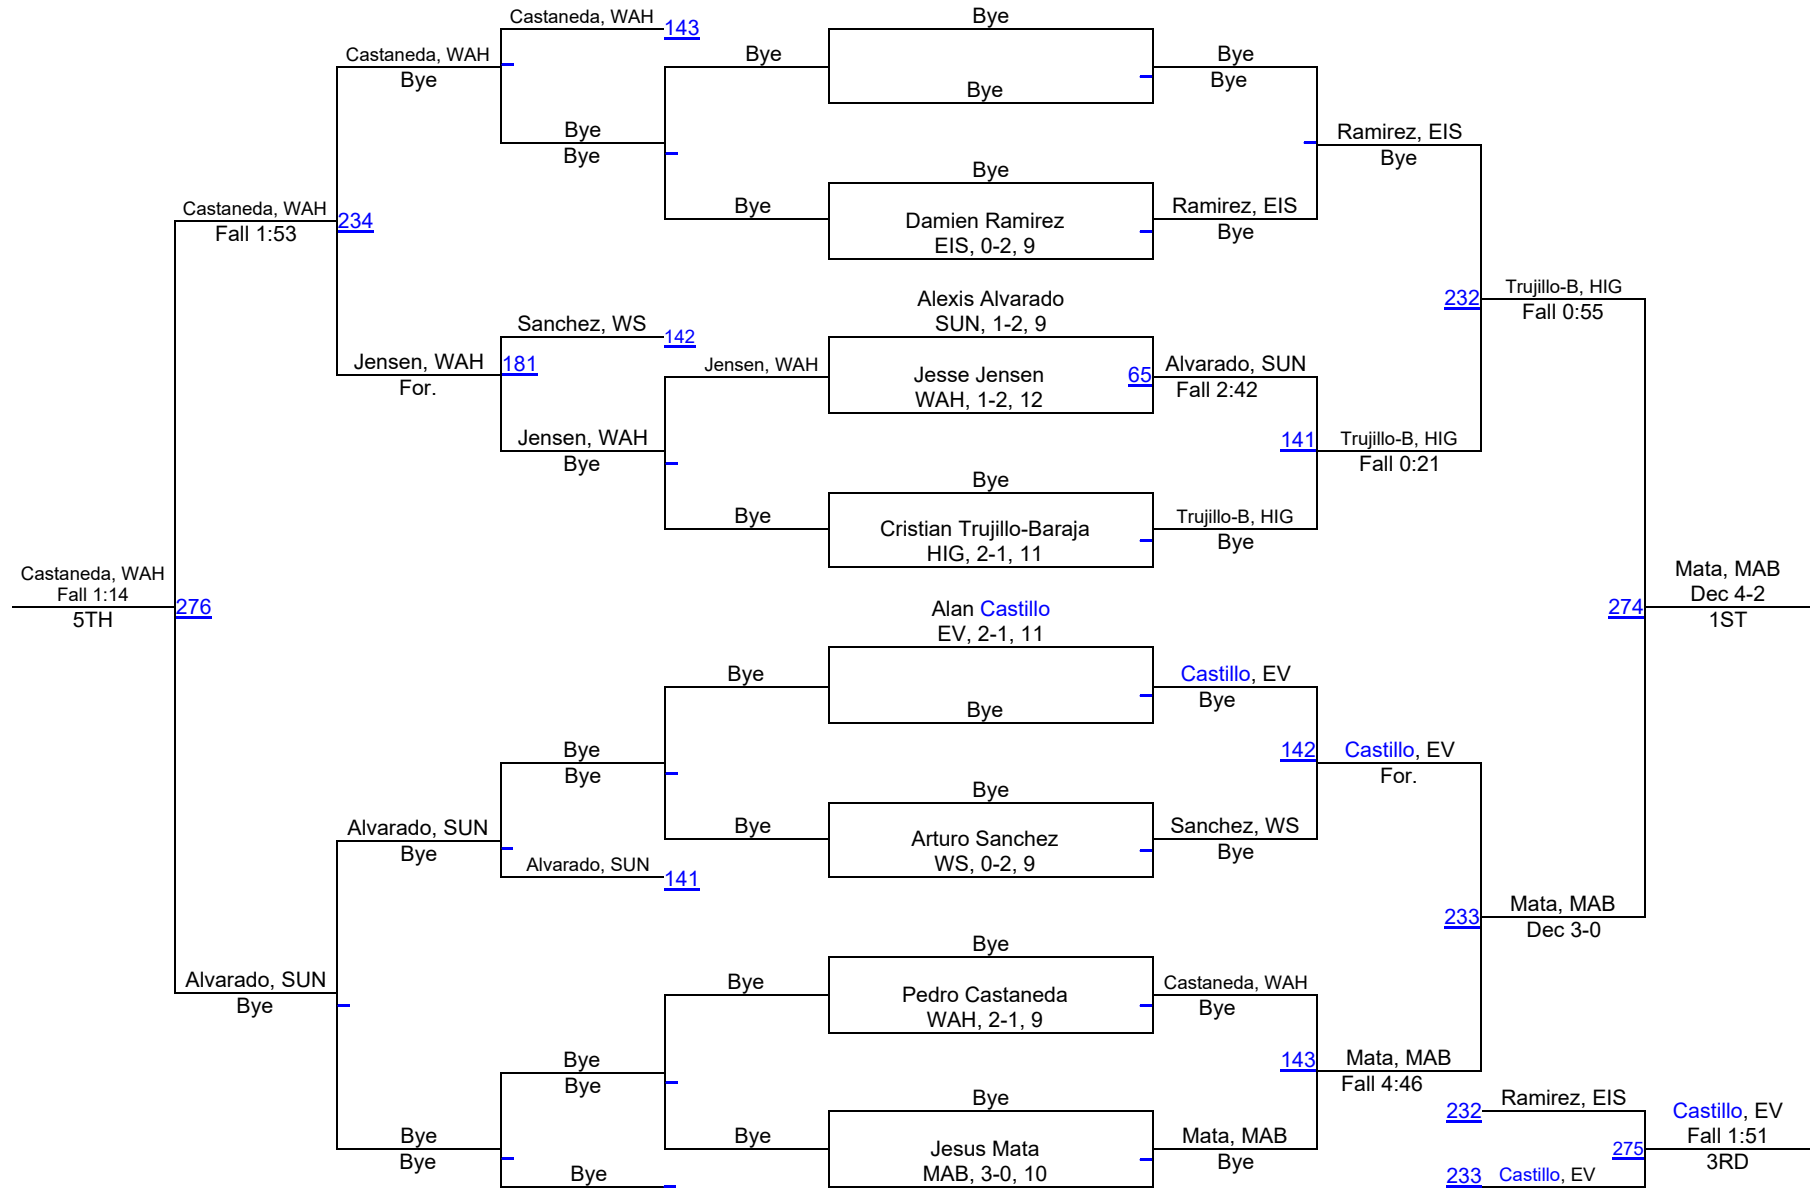 Castaneda, WAH
143
Bye
Castaneda, WAH
Bye
Bye
Bye
Bye
Bye
Bye
Bye
Bye
Ramirez, EIS
Bye
Bye
Castaneda, WAH
Fall 1:53
234
Bye
Damien Ramirez
EIS, 0-2, 9
Ramirez, EIS
Bye
Alexis Alvarado
SUN, 1-2, 9
232
Trujillo-B, HIG
Fall 0:55
Sanchez, WS
142
Jensen, WAH
For.
181
Jensen, WAH
Jesse Jensen
WAH, 1-2, 12
65
Alvarado, SUN
Fall 2:42
Jensen, WAH
Bye
141
Trujillo-B, HIG
Fall 0:21
Bye
Bye
Cristian Trujillo-Baraja
HIG, 2-1, 11
Trujillo-B, HIG
Bye
Castaneda, WAH
Fall 1:14
5TH
276
Alan Castillo
EV, 2-1, 11
274
Mata, MAB
Dec 4-2
1ST
Bye
Bye
Castillo, EV
Bye
Bye
Bye
142
Castillo, EV
For.
Bye
Bye
Arturo Sanchez
WS, 0-2, 9
Sanchez, WS
Bye
Alvarado, SUN
Bye
Alvarado, SUN
141
233
Mata, MAB
Dec 3-0
Bye
Alvarado, SUN
Bye
Bye
Pedro Castaneda
WAH, 2-1, 9
Castaneda, WAH
Bye
Bye
Bye
143
Mata, MAB
Fall 4:46
Bye
232
Ramirez, EIS
Bye
Bye
Bye
Jesus Mata
MAB, 3-0, 10
Mata, MAB
Bye
275
Castillo, EV
Fall 1:51
3RD
Bye
233
Castillo, EV